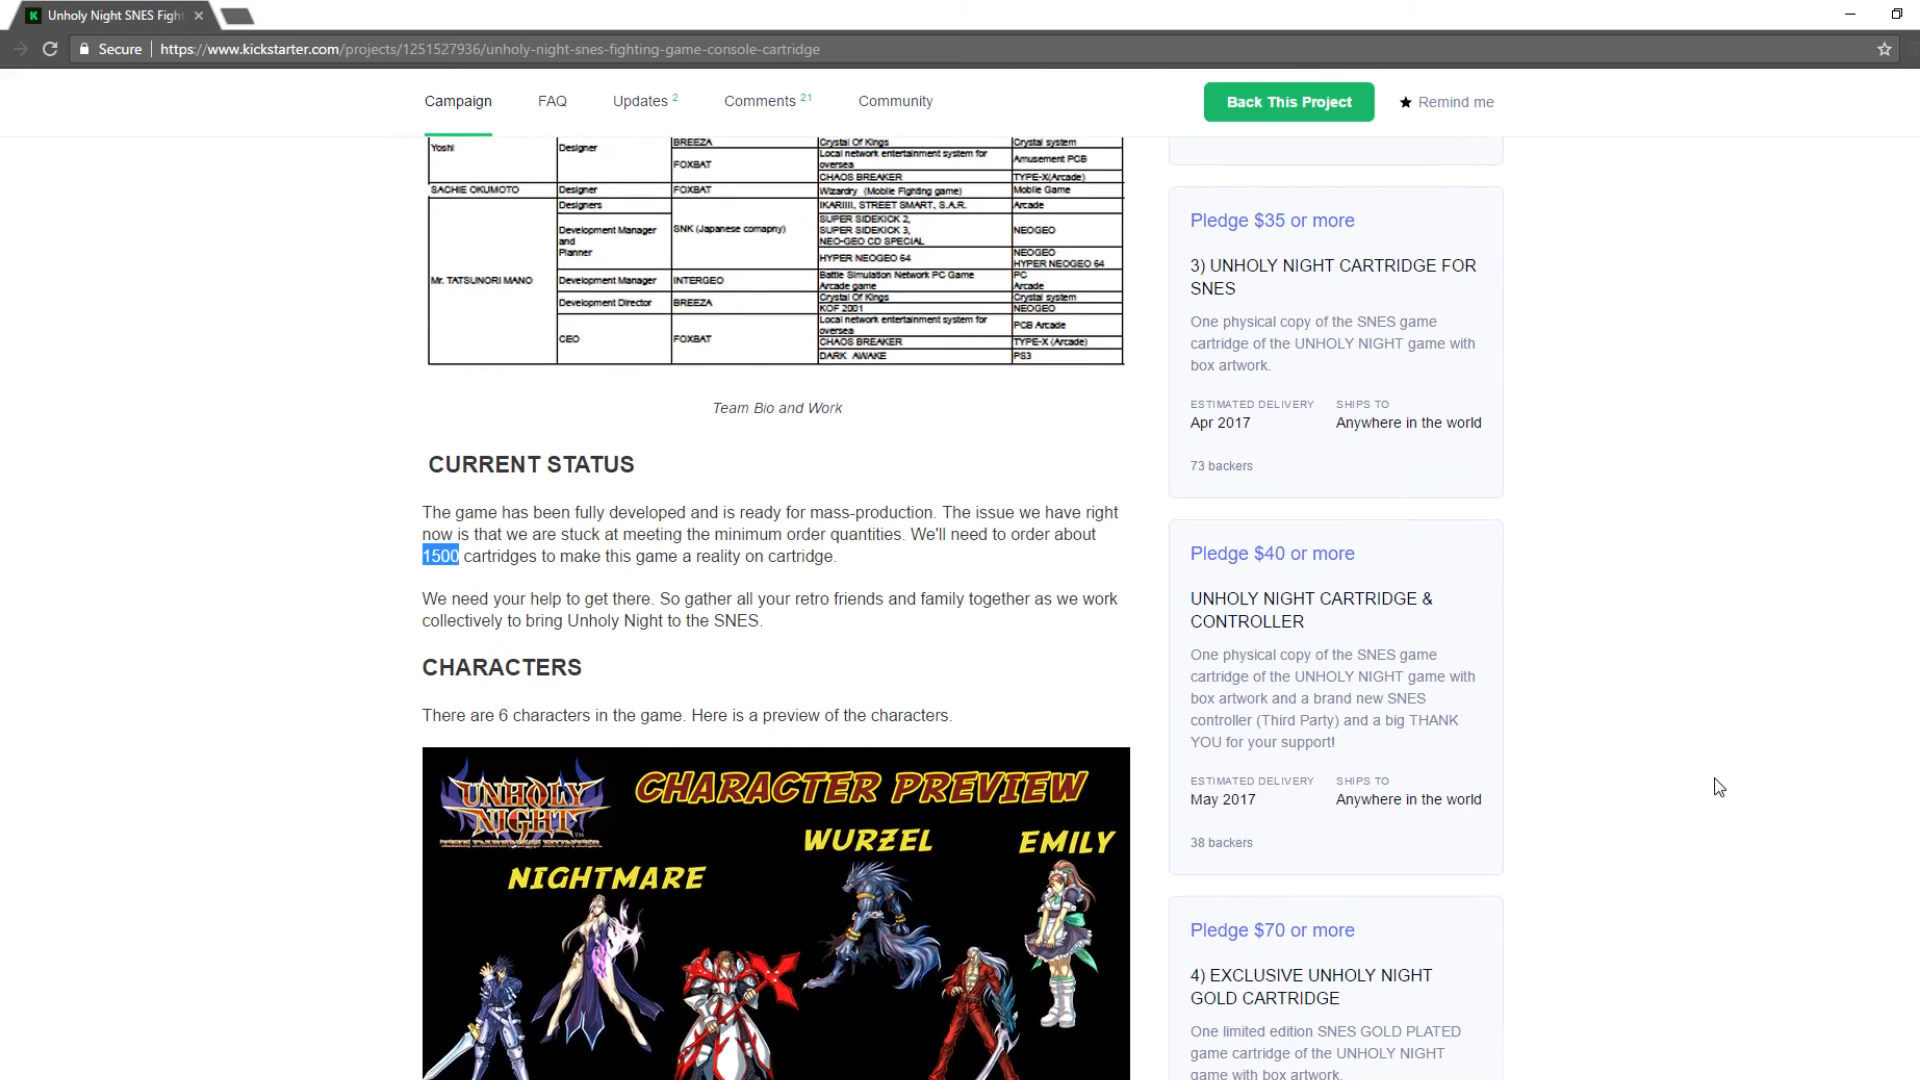 Unholy Night SNES Figh
Secure
https://www.kickstarter.com/projects/1251527936/unholy-night-snes-fighting-game-console-cartridge
Campaign
FAQ
Updates 2
Comments 21
Community
Back This Project
Remind me
Yoshi
Designer
BREEZA
Crystal Of Kings
Crystal system
FOXBAT
Local network entertainment system for
oversea
Amusement PCB
CHAOS BREAKER
TYPE-X(Arcade)
SACHIE OKUMOTO
Designer
FOXBAT
Wizardry (Mobile Fighting game)
Mobile Game
Mr. TATSUNORI MANO
Designers
SNK (Japanese comapny)
IKARIIII, STREET SMART, S.A.R.
Arcade
Development Manager
and
Planner
SUPER SIDEKICK 2,
SUPER SIDEKICK 3,
NEO-GEO CD SPECIAL
NEOGEO
HYPER NEOGEO 64
NEOGEO
HYPER NEOGEO 64
Development Manager
INTERGEO
Battle Simulation Network PC Game
Arcade game
PC
Arcade
Development Director
BREEZA
Crystal Of Kings
Crystal system
KOF 2001
NEOGEO
CEO
FOXBAT
Local network entertainment system for
oversea
PCB Arcade
CHAOS BREAKER
TYPE-X (Arcade)
DARK AWAKE
PS3
Team Bio and Work
CURRENT STATUS
The game has been fully developed and is ready for mass-production. The issue we have right
now is that we are stuck at meeting the minimum order quantities. We'll need to order about
1500 cartridges to make this game a reality on cartridge.
We need your help to get there. So gather all your retro friends and family together as we work
collectively to bring Unholy Night to the SNES.
CHARACTERS
There are 6 characters in the game. Here is a preview of the characters.
UNHOLY
NIGHT
CHARACTER PREVIEW
WURZEL
EMILY
NIGHTMARE
Pledge $35 or more
3) UNHOLY NIGHT CARTRIDGE FOR
SNES
One physical copy of the SNES game
cartridge of the UNHOLY NIGHT game with
box artwork.
ESTIMATED DELIVERY
SHIPS TO
Apr 2017
Anywhere in the world
73 backers
Pledge $40 or more
UNHOLY NIGHT CARTRIDGE &
CONTROLLER
One physical copy of the SNES game
cartridge of the UNHOLY NIGHT game with
box artwork and a brand new SNES
controller (Third Party) and a big THANK
YOU for your support!
ESTIMATED DELIVERY
SHIPS TO
May 2017
Anywhere in the world
38 backers
Pledge $70 or more
4) EXCLUSIVE UNHOLY NIGHT
GOLD CARTRIDGE
One limited edition SNES GOLD PLATED
game cartridge of the UNHOLY NIGHT
game with box artwork.